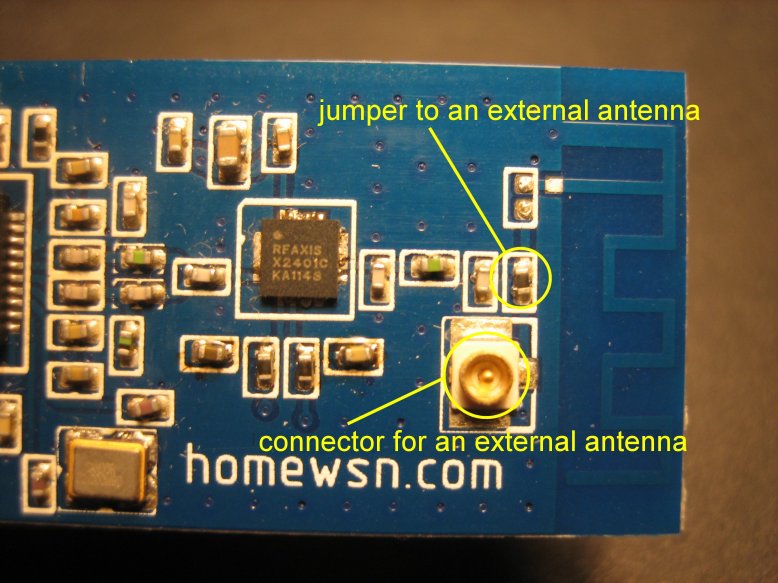 jumper to an external antenna
RFAXIS
X2401C
KA1148
connector for an external antenna
homewsn.com